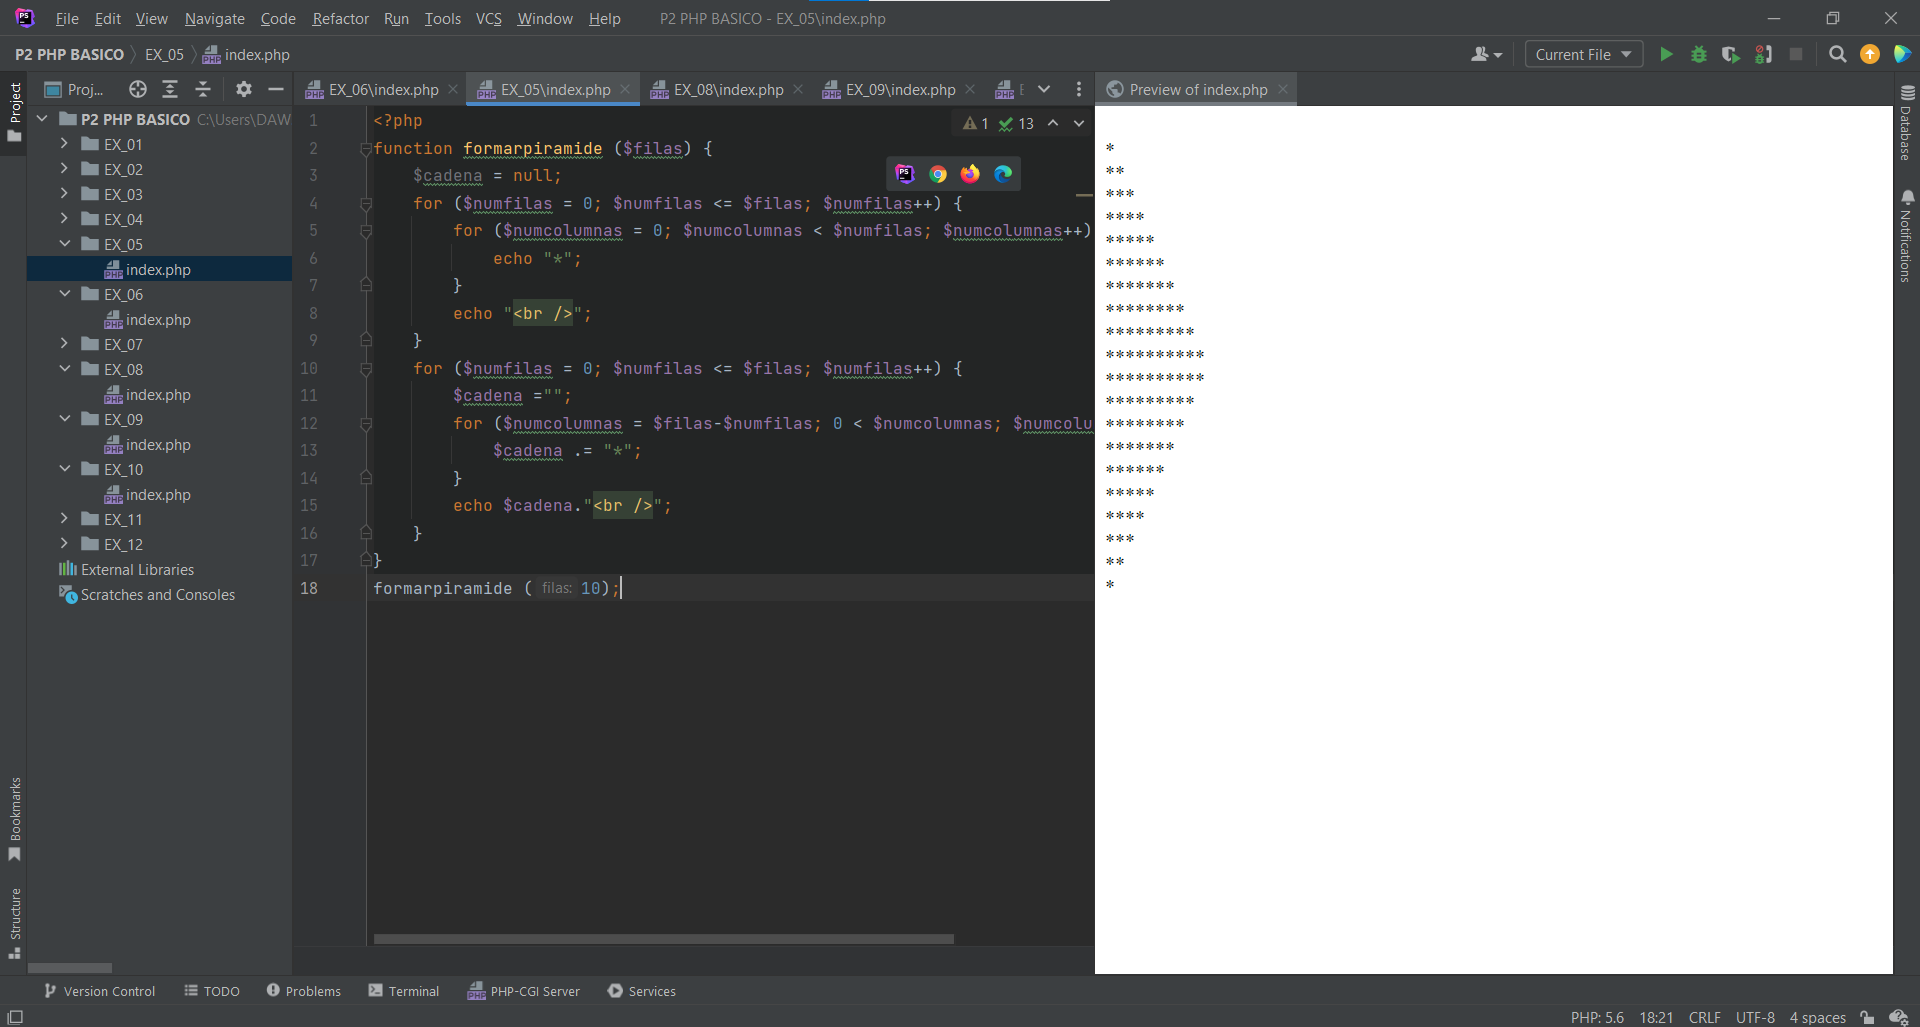 File Edit View Navigate Code Refactor Run Tools VCS Window Help P2 PHP BASICO - EX_05\index.php
P2 PHP BASICO EX_05 index.php Current File
Project
Proj...
P2 PHP BASICO C:\Users\DAW
EX_01
EX_02
EX_03
EX_04
EX_05
index.php
EX_06
index.php
EX_07
EX_08
index.php
EX_09
index.php
EX_10
index.php
EX_11
EX_12
External Libraries
Scratches and Consoles
Bookmarks
Structure
EX_06\index.php EX_05\index.php EX_08\index.php EX_09\index.php E
1 13
1 <?php
2 function formarpiramide ($filas) {
3 $cadena = null;
4 for ($numfilas = 0; $numfilas <= $filas; $numfilas++) {
5 for ($numcolumnas = 0; $numcolumnas < $numfilas; $numcolumnas++)
6 echo "*";
7 }
8 echo "<br />";
9 }
10 for ($numfilas = 0; $numfilas <= $filas; $numfilas++) {
11 $cadena ="";
12 for ($numcolumnas = $filas-$numfilas; 0 < $numcolumnas; $numcolu
13 $cadena .= "*";
14 }
15 echo $cadena."<br />";
16 }
17 }
18 formarpiramide ( filas: 10);
Preview of index.php
*
**
***
****
*****
******
*******
********
*********
**********
**********
*********
********
*******
******
*****
****
***
**
*
Database
Notifications
Version Control TODO Problems Terminal PHP-CGI Server Services
PHP: 5.6 18:21 CRLF UTF-8 4 spaces